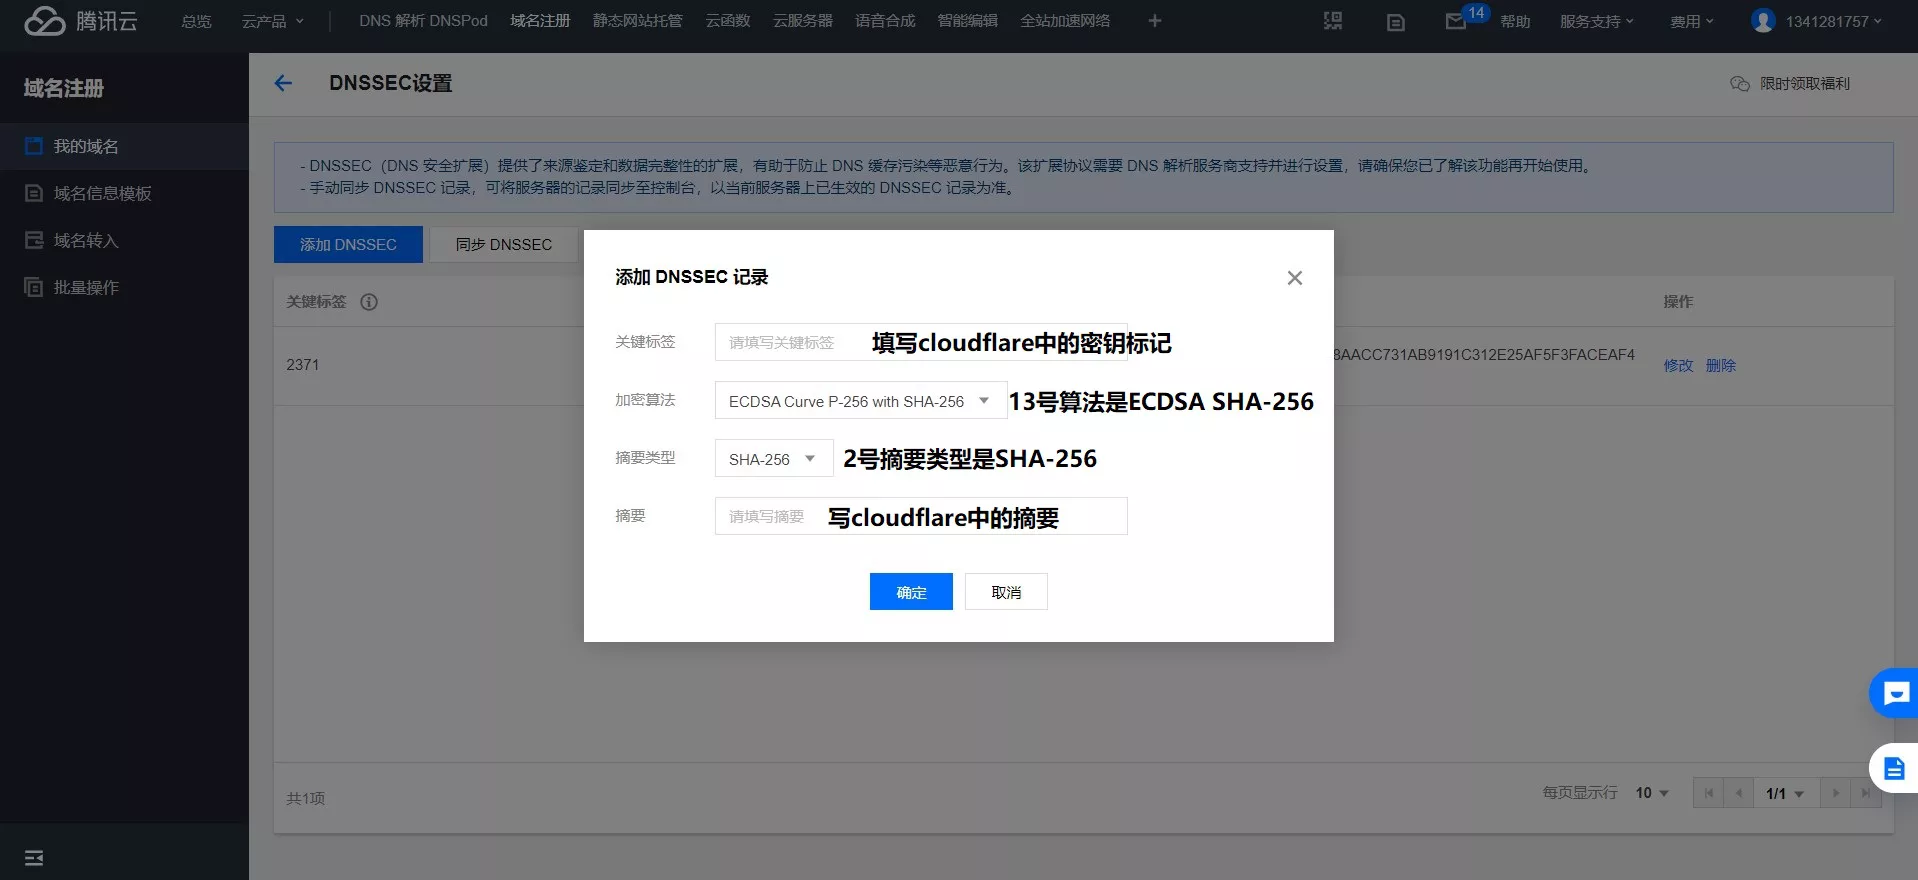 腾讯云
总览
云产品
DNS 解析 DNSPod
域名注册
静态网站托管
云函数
云服务器
语音合成
智能编辑
全站加速网络
14
帮助
服务支持
费用
1341281757
域名注册
我的域名
域名信息模板
域名转入
批量操作
DNSSEC设置
限时领取福利
- DNSSEC（DNS 安全扩展）提供了来源鉴定和数据完整性的扩展，有助于防止 DNS 缓存污染等恶意行为。该扩展协议需要 DNS 解析服务商支持并进行设置，请确保您已了解该功能再开始使用。
- 手动同步 DNSSEC 记录，可将服务器的记录同步至控制台，以当前服务器上已生效的 DNSSEC 记录为准。
添加 DNSSEC
同步 DNSSEC
关键标签
操作
2371
8AACC731AB9191C312E25AF5F3FACEAF4
修改
删除
添加 DNSSEC 记录
关键标签
请填写关键标签
填写cloudflare中的密钥标记
加密算法
ECDSA Curve P-256 with SHA-256
13号算法是ECDSA SHA-256
摘要类型
SHA-256
2号摘要类型是SHA-256
摘要
请填写摘要
写cloudflare中的摘要
确定
取消
共1项
每页显示行
10
1/1